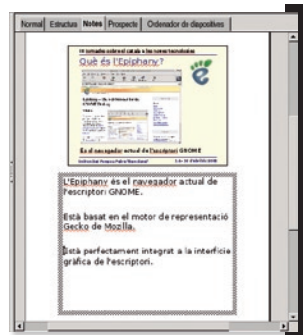 Normal Estructua Notes Prospecte Ordenador de diapositives
Què és l'Epiphany?
És el navegador actual de l'escriptori GNOME
L'Epiphany és el navegador actual de
l'escriptori GNOME.
Està basat en el motor de representació
Gecko de Mozilla.
Està perfectament integrat a la interfície
gràfica de l'escriptori.